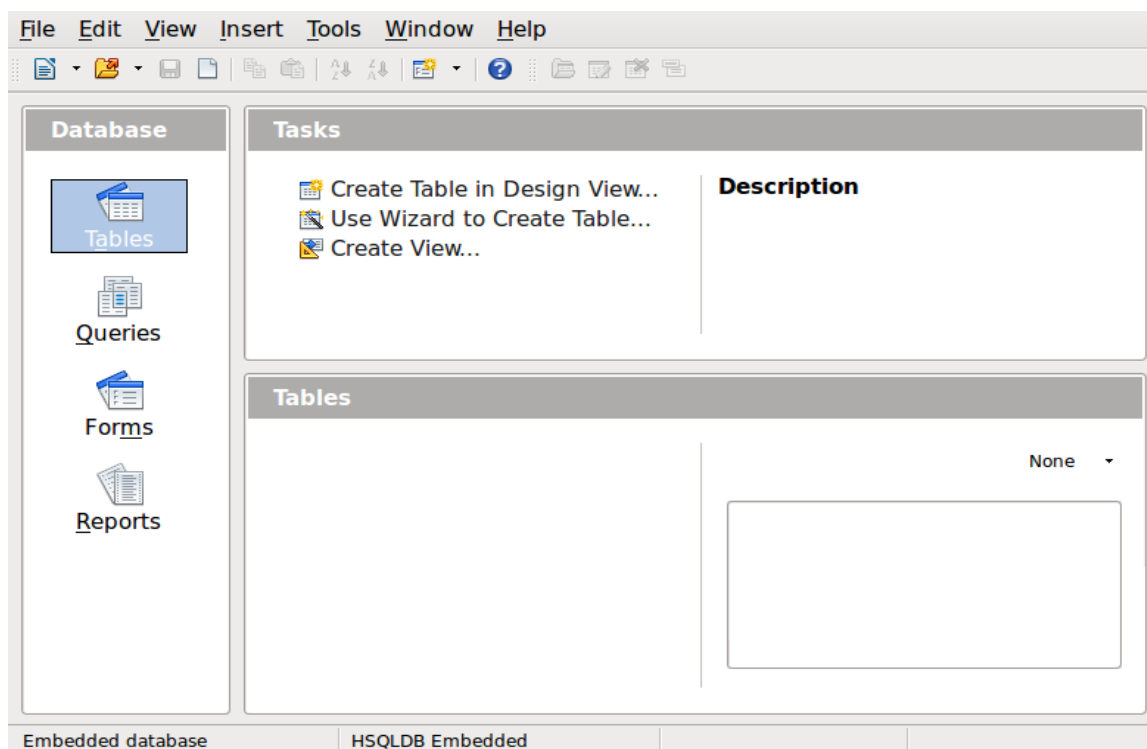 File Edit View Insert Tools Window Help
Database
Tables
Queries
Forms
Reports
Tasks
Create Table in Design View...
Use Wizard to Create Table...
Create View...
Description
Tables
None
Embedded database HSQLDB Embedded